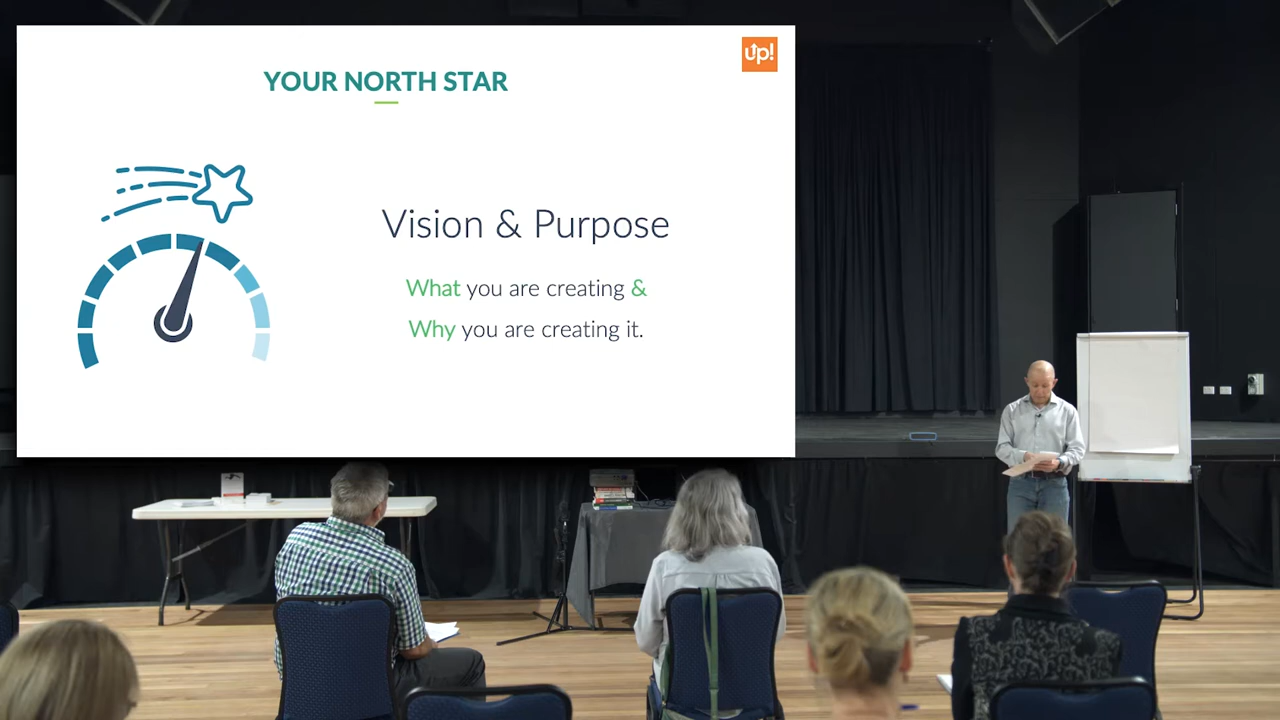 up!
YOUR NORTH STAR
Vision & Purpose
What you are creating &
Why you are creating it.